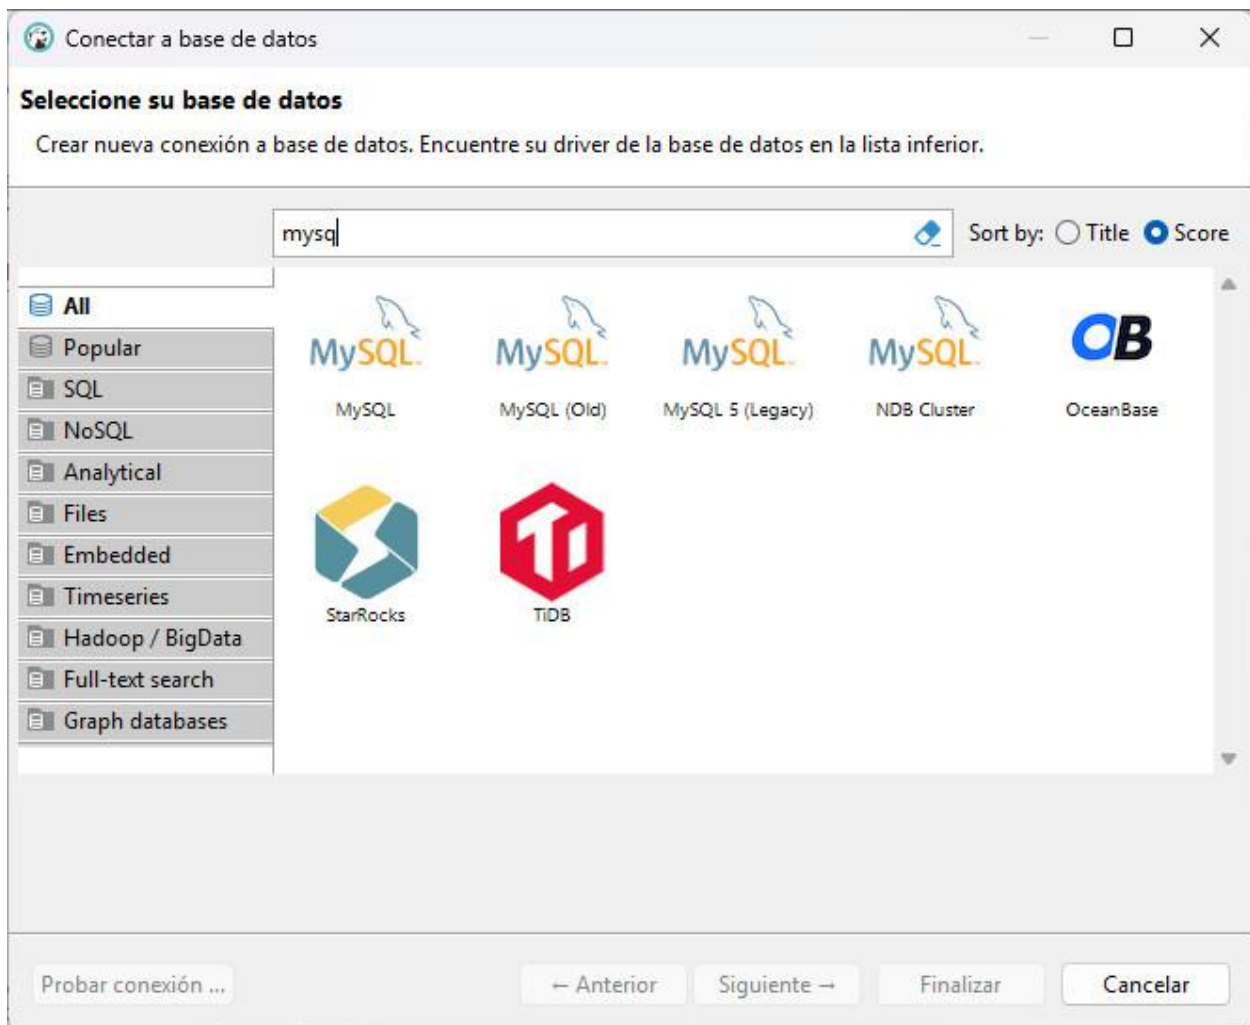 Conectar a base de datos
Seleccione su base de datos
Crear nueva conexión a base de datos. Encuentre su driver de la base de datos en la lista inferior.
mysq
Sort by: Title Score
All
Popular
SQL
NoSQL
Analytical
Files
Embedded
Timeseries
Hadoop / BigData
Full-text search
Graph databases
MySQL MySQL MySQL MySQL OB
MySQL MySQL (Old) MySQL 5 (Legacy) NDB Cluster OceanBase
Ti
StarRocks TiDB
Probar conexión ... ← Anterior Siguiente → Finalizar Cancelar